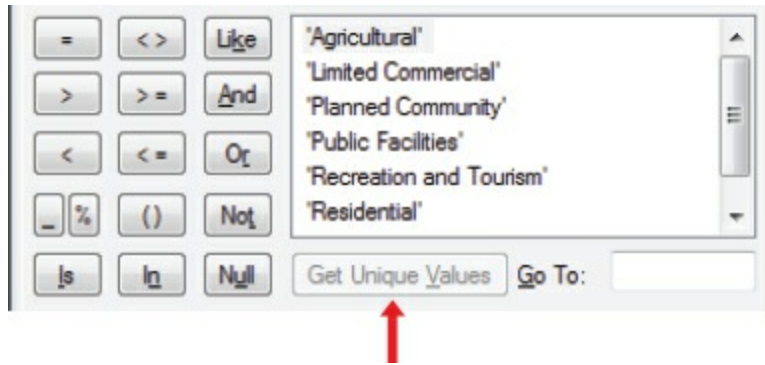 = <> Like
> >= And
< <= Or
_ % () Not
Is In Null
'Agricultural'
'Limited Commercial'
'Planned Community'
'Public Facilities'
'Recreation and Tourism'
'Residential'
Get Unique Values Go To: